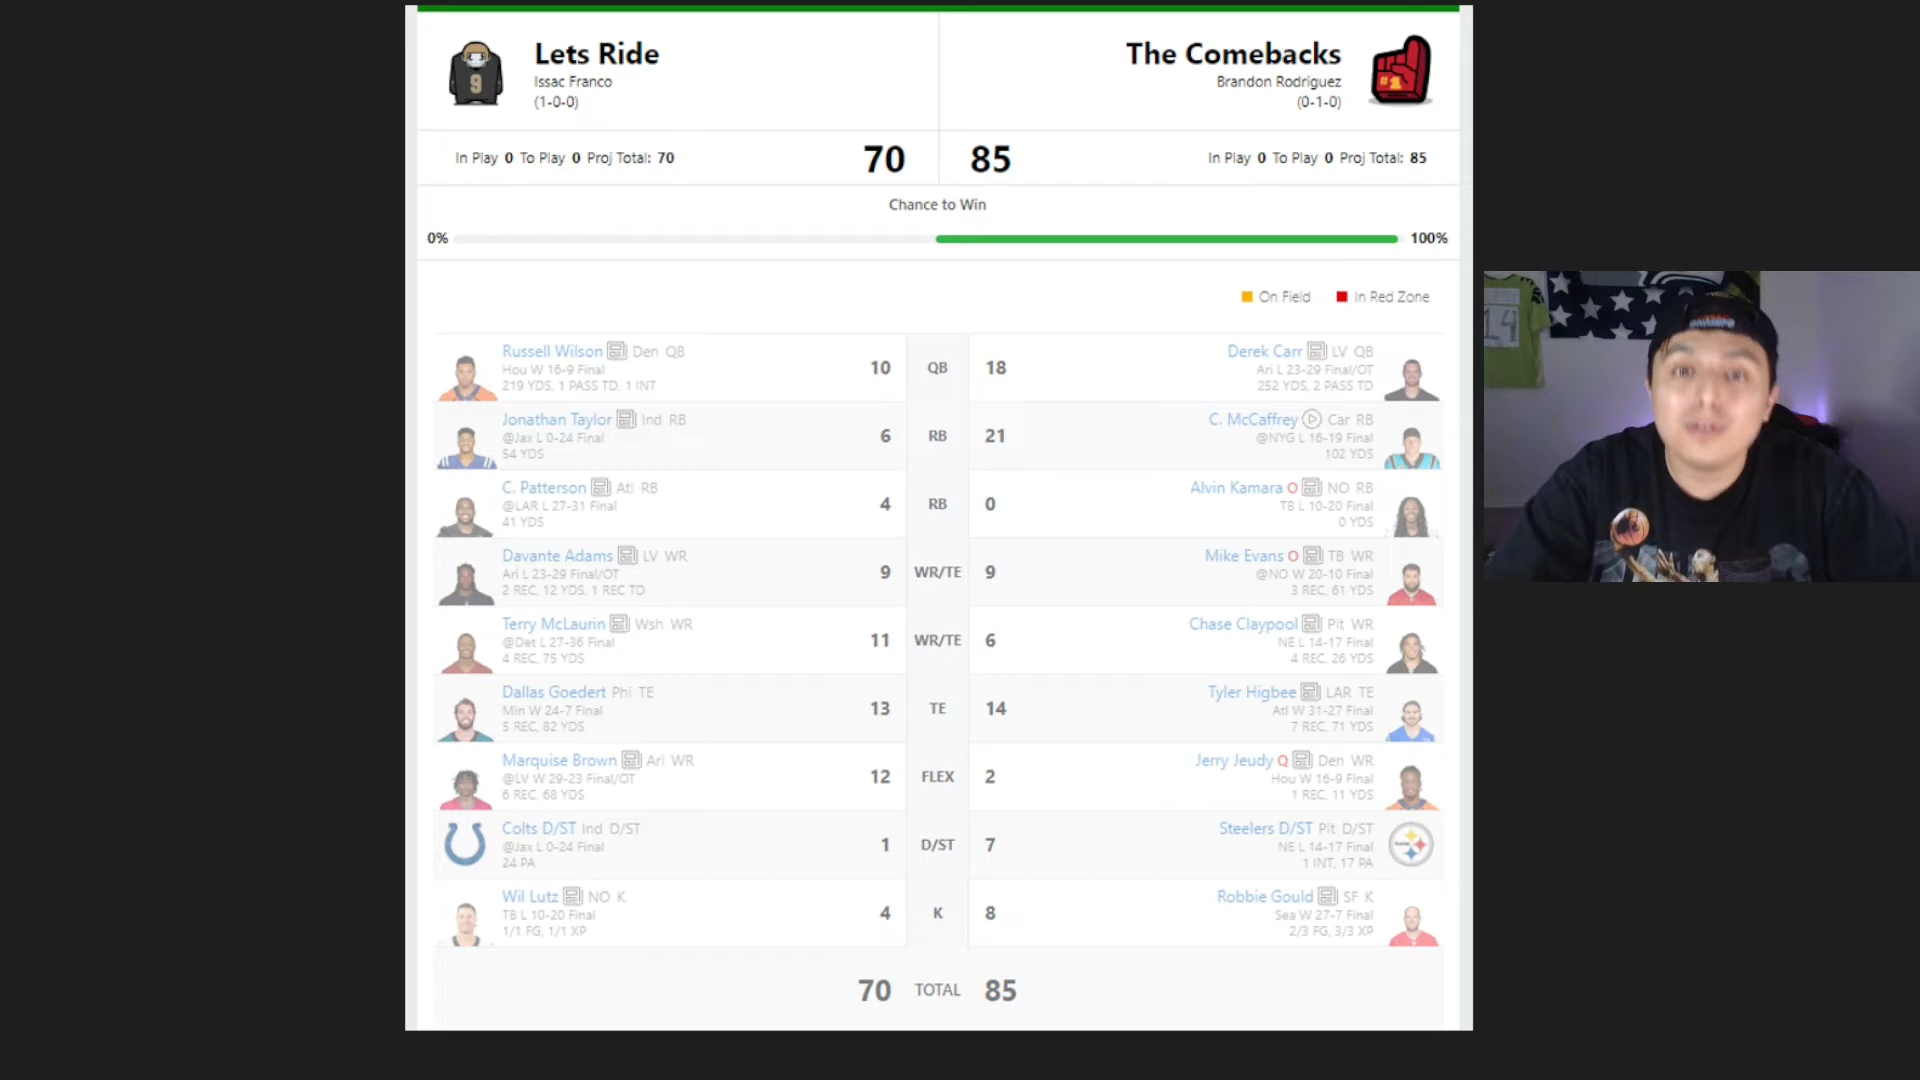 Lets Ride
Issac Franco
(1-0-0)
The Comebacks
Brandon Rodriguez
(0-1-0)
#1
9
In Play 0 To Play 0 Proj Total: 70
70
85
In Play 0 To Play 0 Proj Total: 85
Chance to Win
0%
100%
On Field
In Red Zone
Russell Wilson Den QB
Hou W 16-9 Final
219 YDS, 1 PASS TD, 1 INT
10 QB 18
Derek Carr LV QB
Ari L 23-29 Final/OT
252 YDS, 2 PASS TD
Jonathan Taylor Ind RB
@Jax L 0-24 Final
54 YDS
6 RB 21
C. McCaffrey Car RB
@NYG L 16-19 Final
102 YDS
C. Patterson Atl RB
@LAR L 27-31 Final
41 YDS
4 RB 0
Alvin Kamara O NO RB
TB L 10-20 Final
0 YDS
Davante Adams LV WR
Ari L 23-29 Final/OT
2 REC, 12 YDS, 1 REC TD
9 WR/TE 9
Mike Evans O TB WR
@NO W 20-10 Final
3 REC, 61 YDS
Terry McLaurin Wsh WR
@Det L 27-36 Final
4 REC, 75 YDS
11 WR/TE 6
Chase Claypool Pit WR
NE L 14-17 Final
4 REC, 26 YDS
Dallas Goedert Phi TE
Min W 24-7 Final
5 REC, 82 YDS
13 TE 14
Tyler Higbee LAR TE
Atl W 31-27 Final
7 REC, 71 YDS
Marquise Brown Ari WR
@LV W 29-23 Final/OT
6 REC, 68 YDS
12 FLEX 2
Jerry Jeudy Q Den WR
Hou W 16-9 Final
1 REC, 11 YDS
Colts D/ST Ind D/ST
@Jax L 0-24 Final
24 PA
1 D/ST 7
Steelers D/ST Pit D/ST
NE L 14-17 Final
1 INT, 17 PA
Wil Lutz NO K
TB L 10-20 Final
1/1 FG, 1/1 XP
4 K 8
Robbie Gould SF K
Sea W 27-7 Final
2/3 FG, 3/3 XP
70 TOTAL 85
14